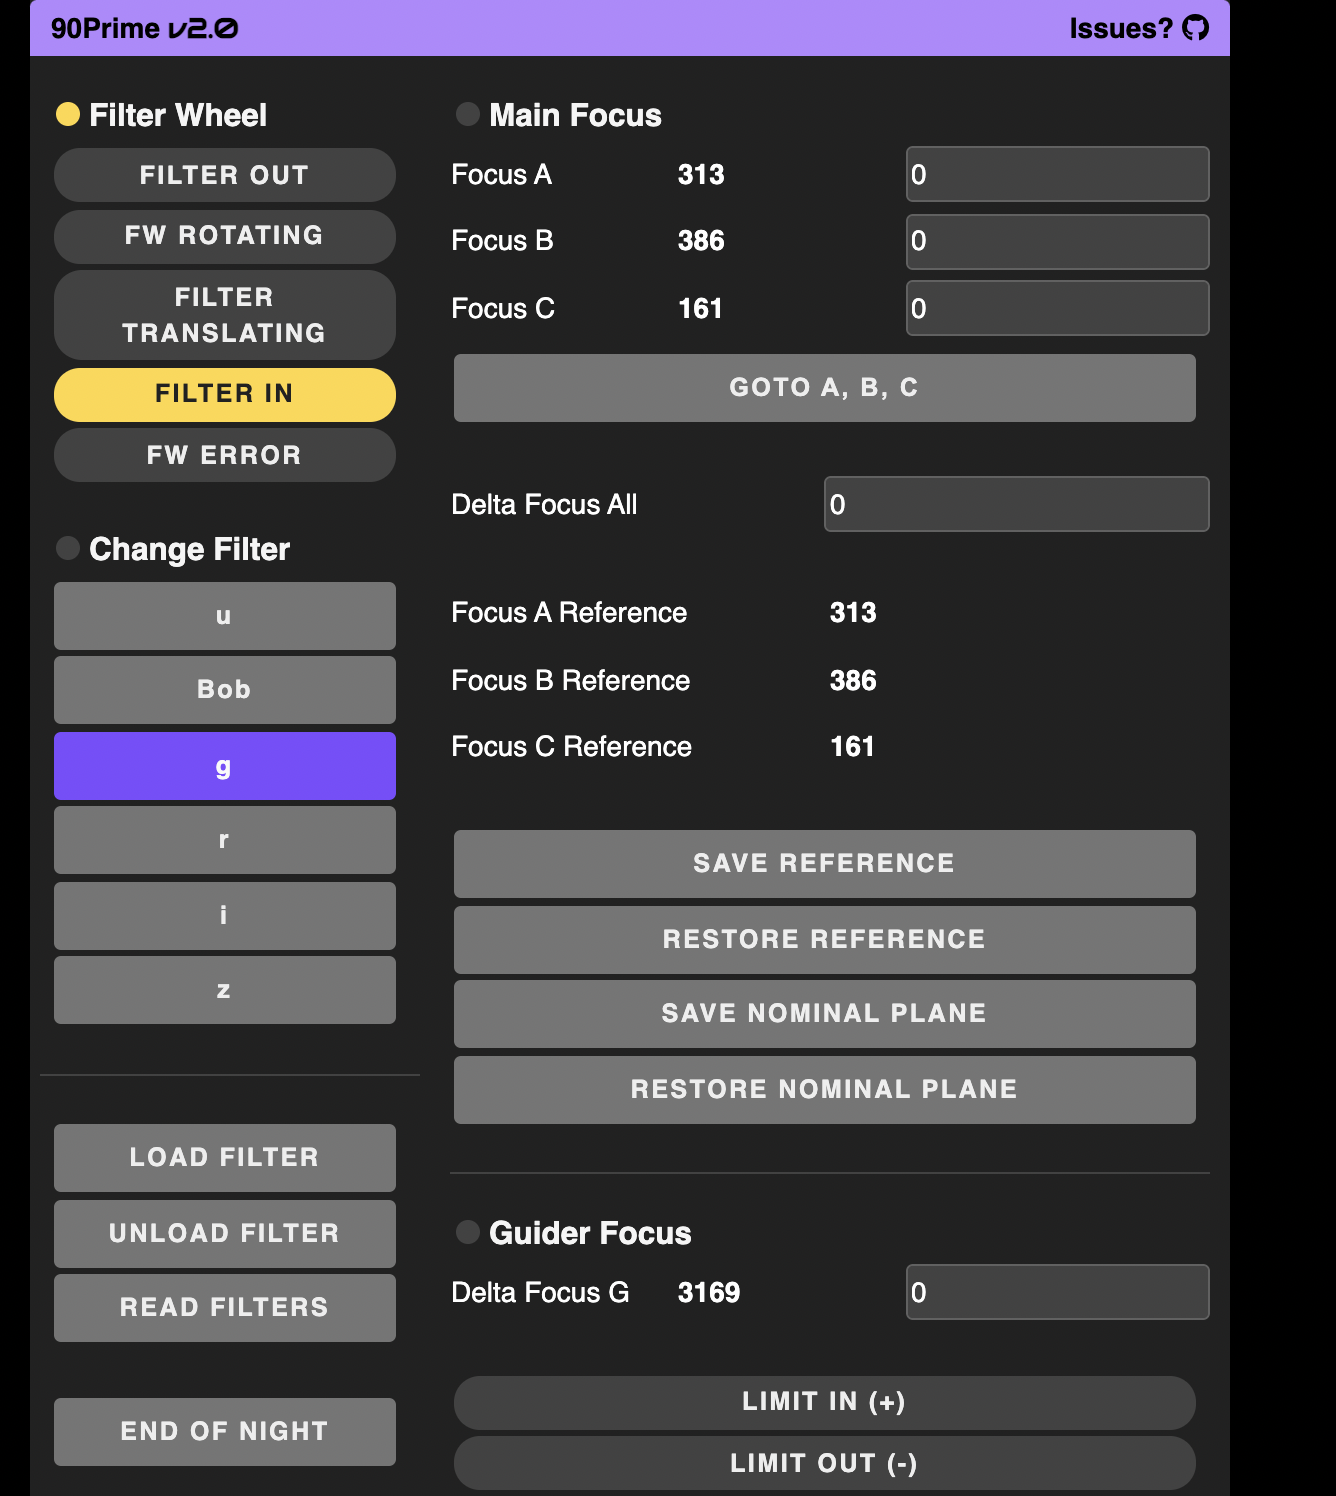 90Prime v2.0
Issues?
Filter Wheel
FILTER OUT
FW ROTATING
FILTER
TRANSLATING
FILTER IN
FW ERROR
Change Filter
u
Bob
g
r
i
z
LOAD FILTER
UNLOAD FILTER
READ FILTERS
END OF NIGHT
Main Focus
Focus A 313 0
Focus B 386 0
Focus C 161 0
GOTO A, B, C
Delta Focus All 0
Focus A Reference 313
Focus B Reference 386
Focus C Reference 161
SAVE REFERENCE
RESTORE REFERENCE
SAVE NOMINAL PLANE
RESTORE NOMINAL PLANE
Guider Focus
Delta Focus G 3169 0
LIMIT IN (+)
LIMIT OUT (-)